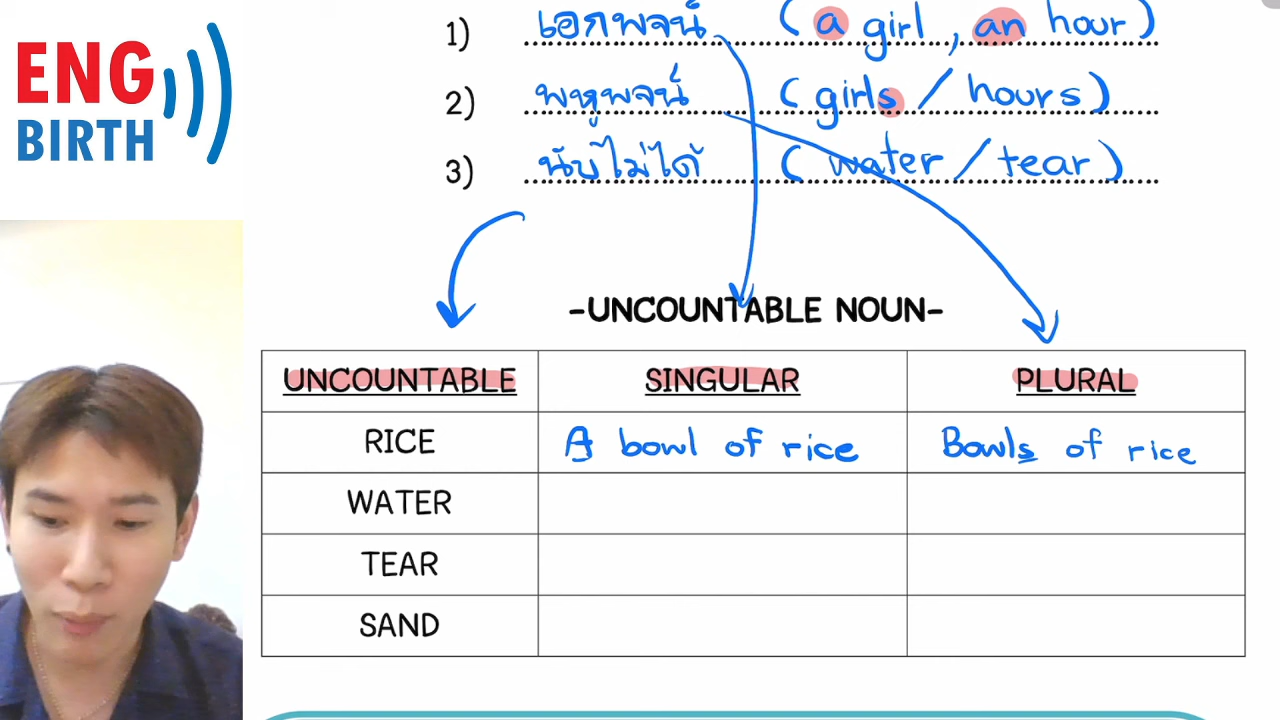 ENG
BIRTH
1) เอกพจน์ (a girl, an hour)
2) พหูพจน์ (girls / hours)
3) นับไม่ได้ (water / tear)
-UNCOUNTABLE NOUN-
UNCOUNTABLE SINGULAR PLURAL
RICE A bowl of rice Bowls of rice
WATER
TEAR
SAND